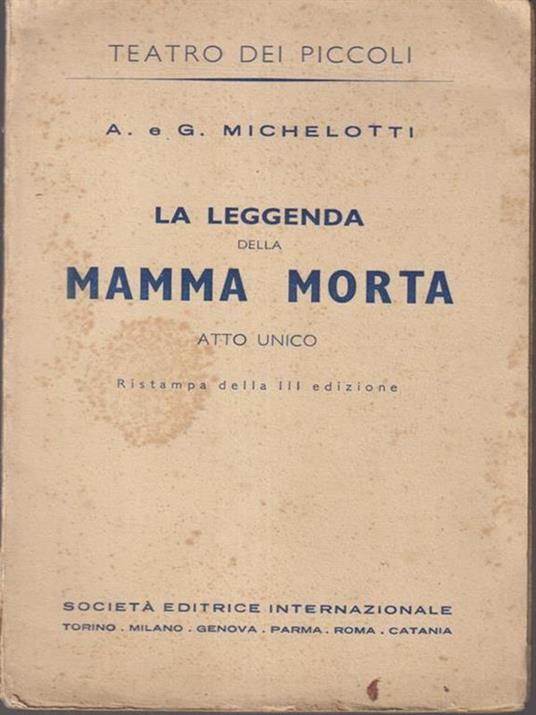 TEATRO DEI PICCOLI
A. e G. MICHELOTTI
LA LEGGENDA
DELLA
MAMMA MORTA
ATTO UNICO
Ristampa della III edizione
SOCIETÀ EDITRICE INTERNAZIONALE
TORINO . MILANO . GENOVA . PARMA . ROMA . CATANIA